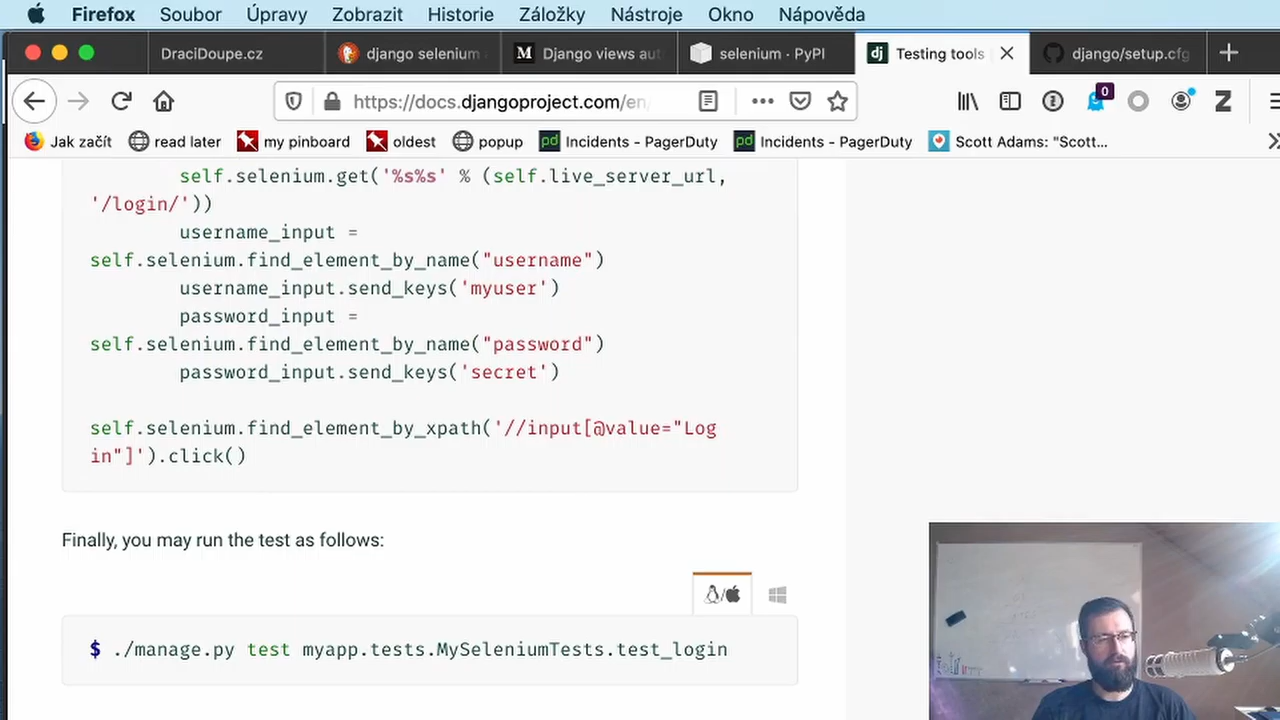 Firefox Soubor Úpravy Zobrazit Historie Záložky Nástroje Okno Nápověda
DraciDoupe.cz django selenium Django views aut selenium · PyPI Testing tools django/setup.cfg
https://docs.djangoproject.com/en/ 0 Z
Jak začít read later my pinboard oldest pd popup Incidents - PagerDuty pd Incidents - PagerDuty Scott Adams: "Scott...
self.selenium.get('%s%s' % (self.live_server_url,
'/login/'))
username_input =
self.selenium.find_element_by_name("username")
username_input.send_keys('myuser')
password_input =
self.selenium.find_element_by_name("password")
password_input.send_keys('secret')
self.selenium.find_element_by_xpath('//input[@value="Log
in"]').click()
Finally, you may run the test as follows:
/
$ ./manage.py test myapp.tests.MySeleniumTests.test_login